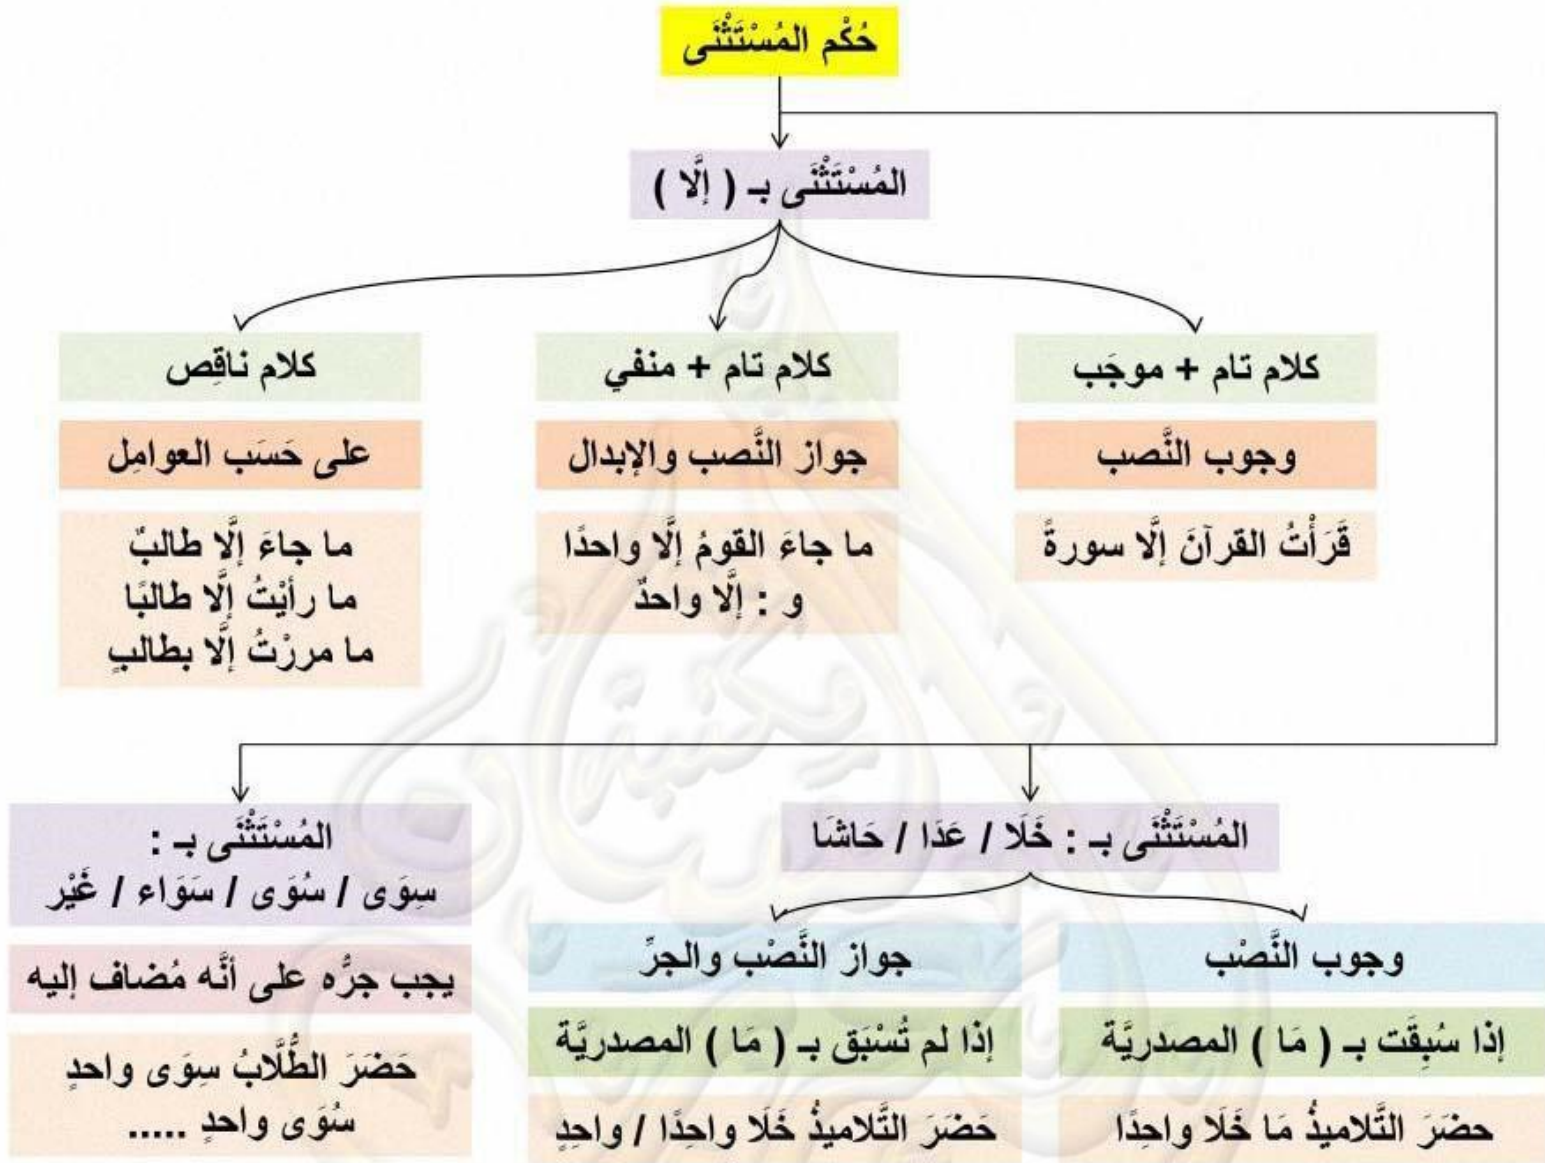 حُكْم المُسْتَثْنَى
المُسْتَثْنَى بـ ( إلَّا )
كلام تام + موجَب
وجوب النَّصب
قَرَأْتُ القرآنَ إلَّا سورةً
كلام تام + منفي
جواز النَّصب والإبدال
ما جاءَ القومُ إلَّا واحدًا
و : إلَّا واحدٌ
كلام ناقِص
على حَسَب العوامِل
ما جاءَ إلَّا طالبٌ
ما رأيْتُ إلَّا طالبًا
ما مررْتُ إلَّا بطالبٍ
المُسْتَثْنَى بـ : خَلَا / عَدَا / حَاشَا
وجوب النَّصْب
إذا سُبِقَت بـ ( مَا ) المصدريَّة
حضَرَ التَّلاميذُ مَا خَلَا واحِدًا
جواز النَّصْب والجرِّ
إذا لم تُسْبَق بـ ( مَا ) المصدريَّة
حَضَرَ التَّلاميذُ خَلَا واحِدًا / واحِدٍ
المُسْتَثْنَى بـ :
سِوَى / سُوَى / سَوَاء / غَيْر
يجب جرُّه على أنَّه مُضاف إليه
حَضَرَ الطُّلَّابُ سِوَى واحدٍ
سُوَى واحدٍ .....